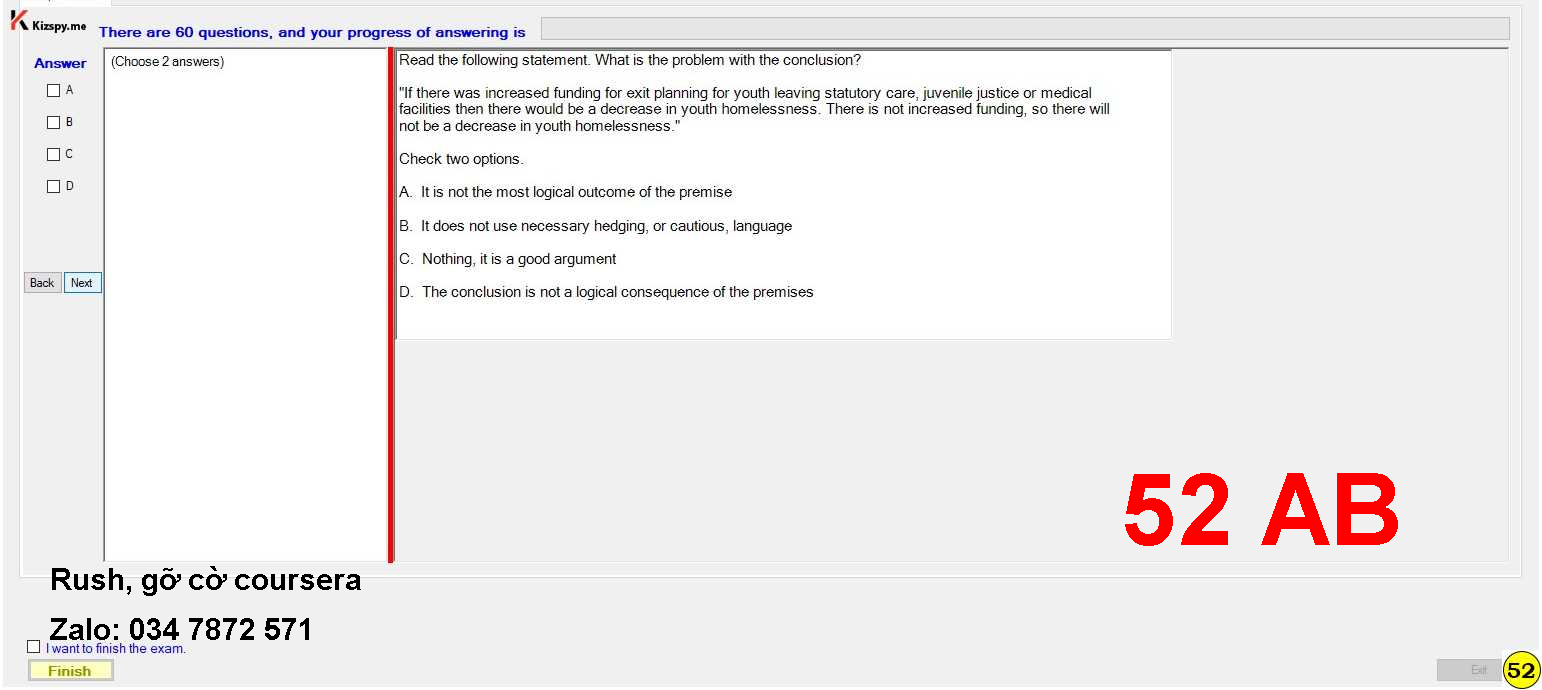 Kizspy.me
There are 60 questions, and your progress of answering is
Answer
(Choose 2 answers)
A
B
C
D
Back
Next
Read the following statement. What is the problem with the conclusion?
"If there was increased funding for exit planning for youth leaving statutory care, juvenile justice or medical
facilities then there would be a decrease in youth homelessness. There is not increased funding, so there will
not be a decrease in youth homelessness."
Check two options.
A. It is not the most logical outcome of the premise
B. It does not use necessary hedging, or cautious, language
C. Nothing, it is a good argument
D. The conclusion is not a logical consequence of the premises
52 AB
Rush, gỡ cờ coursera
Zalo: 034 7872 571
I want to finish the exam.
Finish
Exit
52